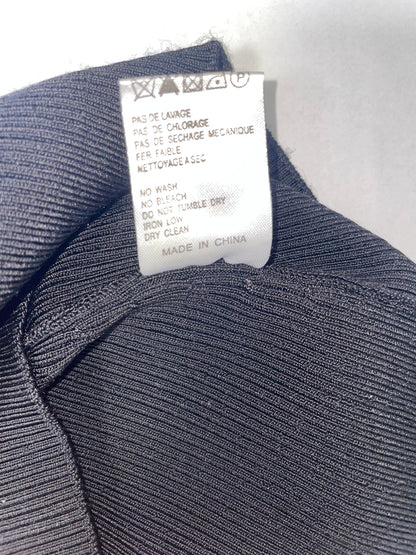 P
PAS DE LAVAGE
PAS DE CHLORAGE
PAS DE SECHAGE MECANIQUE
FER FAIBLE
NETTOYAGE A SEC
NO WASH
NO BLEACH
DO NOT TUMBLE DRY
IRON LOW
DRY CLEAN
MADE IN CHINA